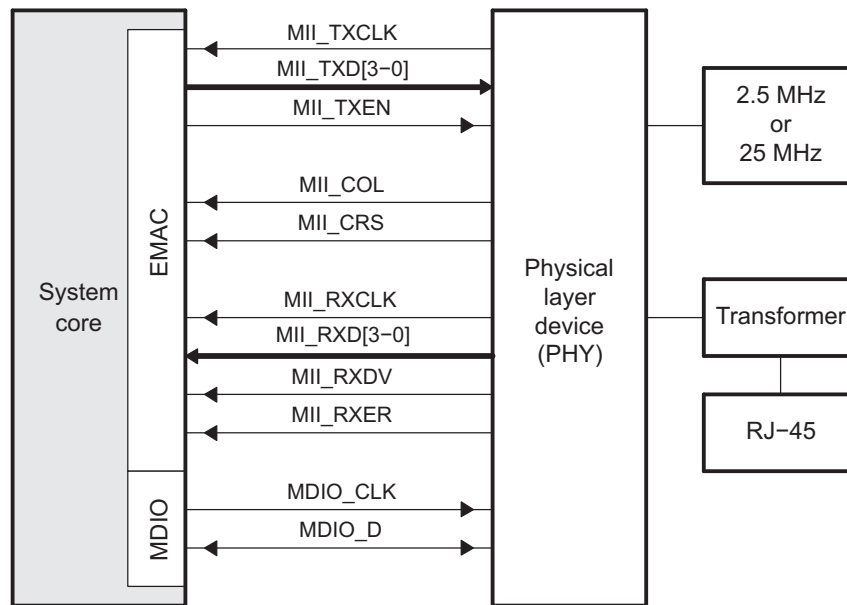 System
core
EMAC
MDIO
MII_TXCLK
MII_TXD[3−0]
MII_TXEN
MII_COL
MII_CRS
MII_RXCLK
MII_RXD[3−0]
MII_RXDV
MII_RXER
MDIO_CLK
MDIO_D
Physical
layer
device
(PHY)
2.5 MHz
or
25 MHz
Transformer
RJ−45